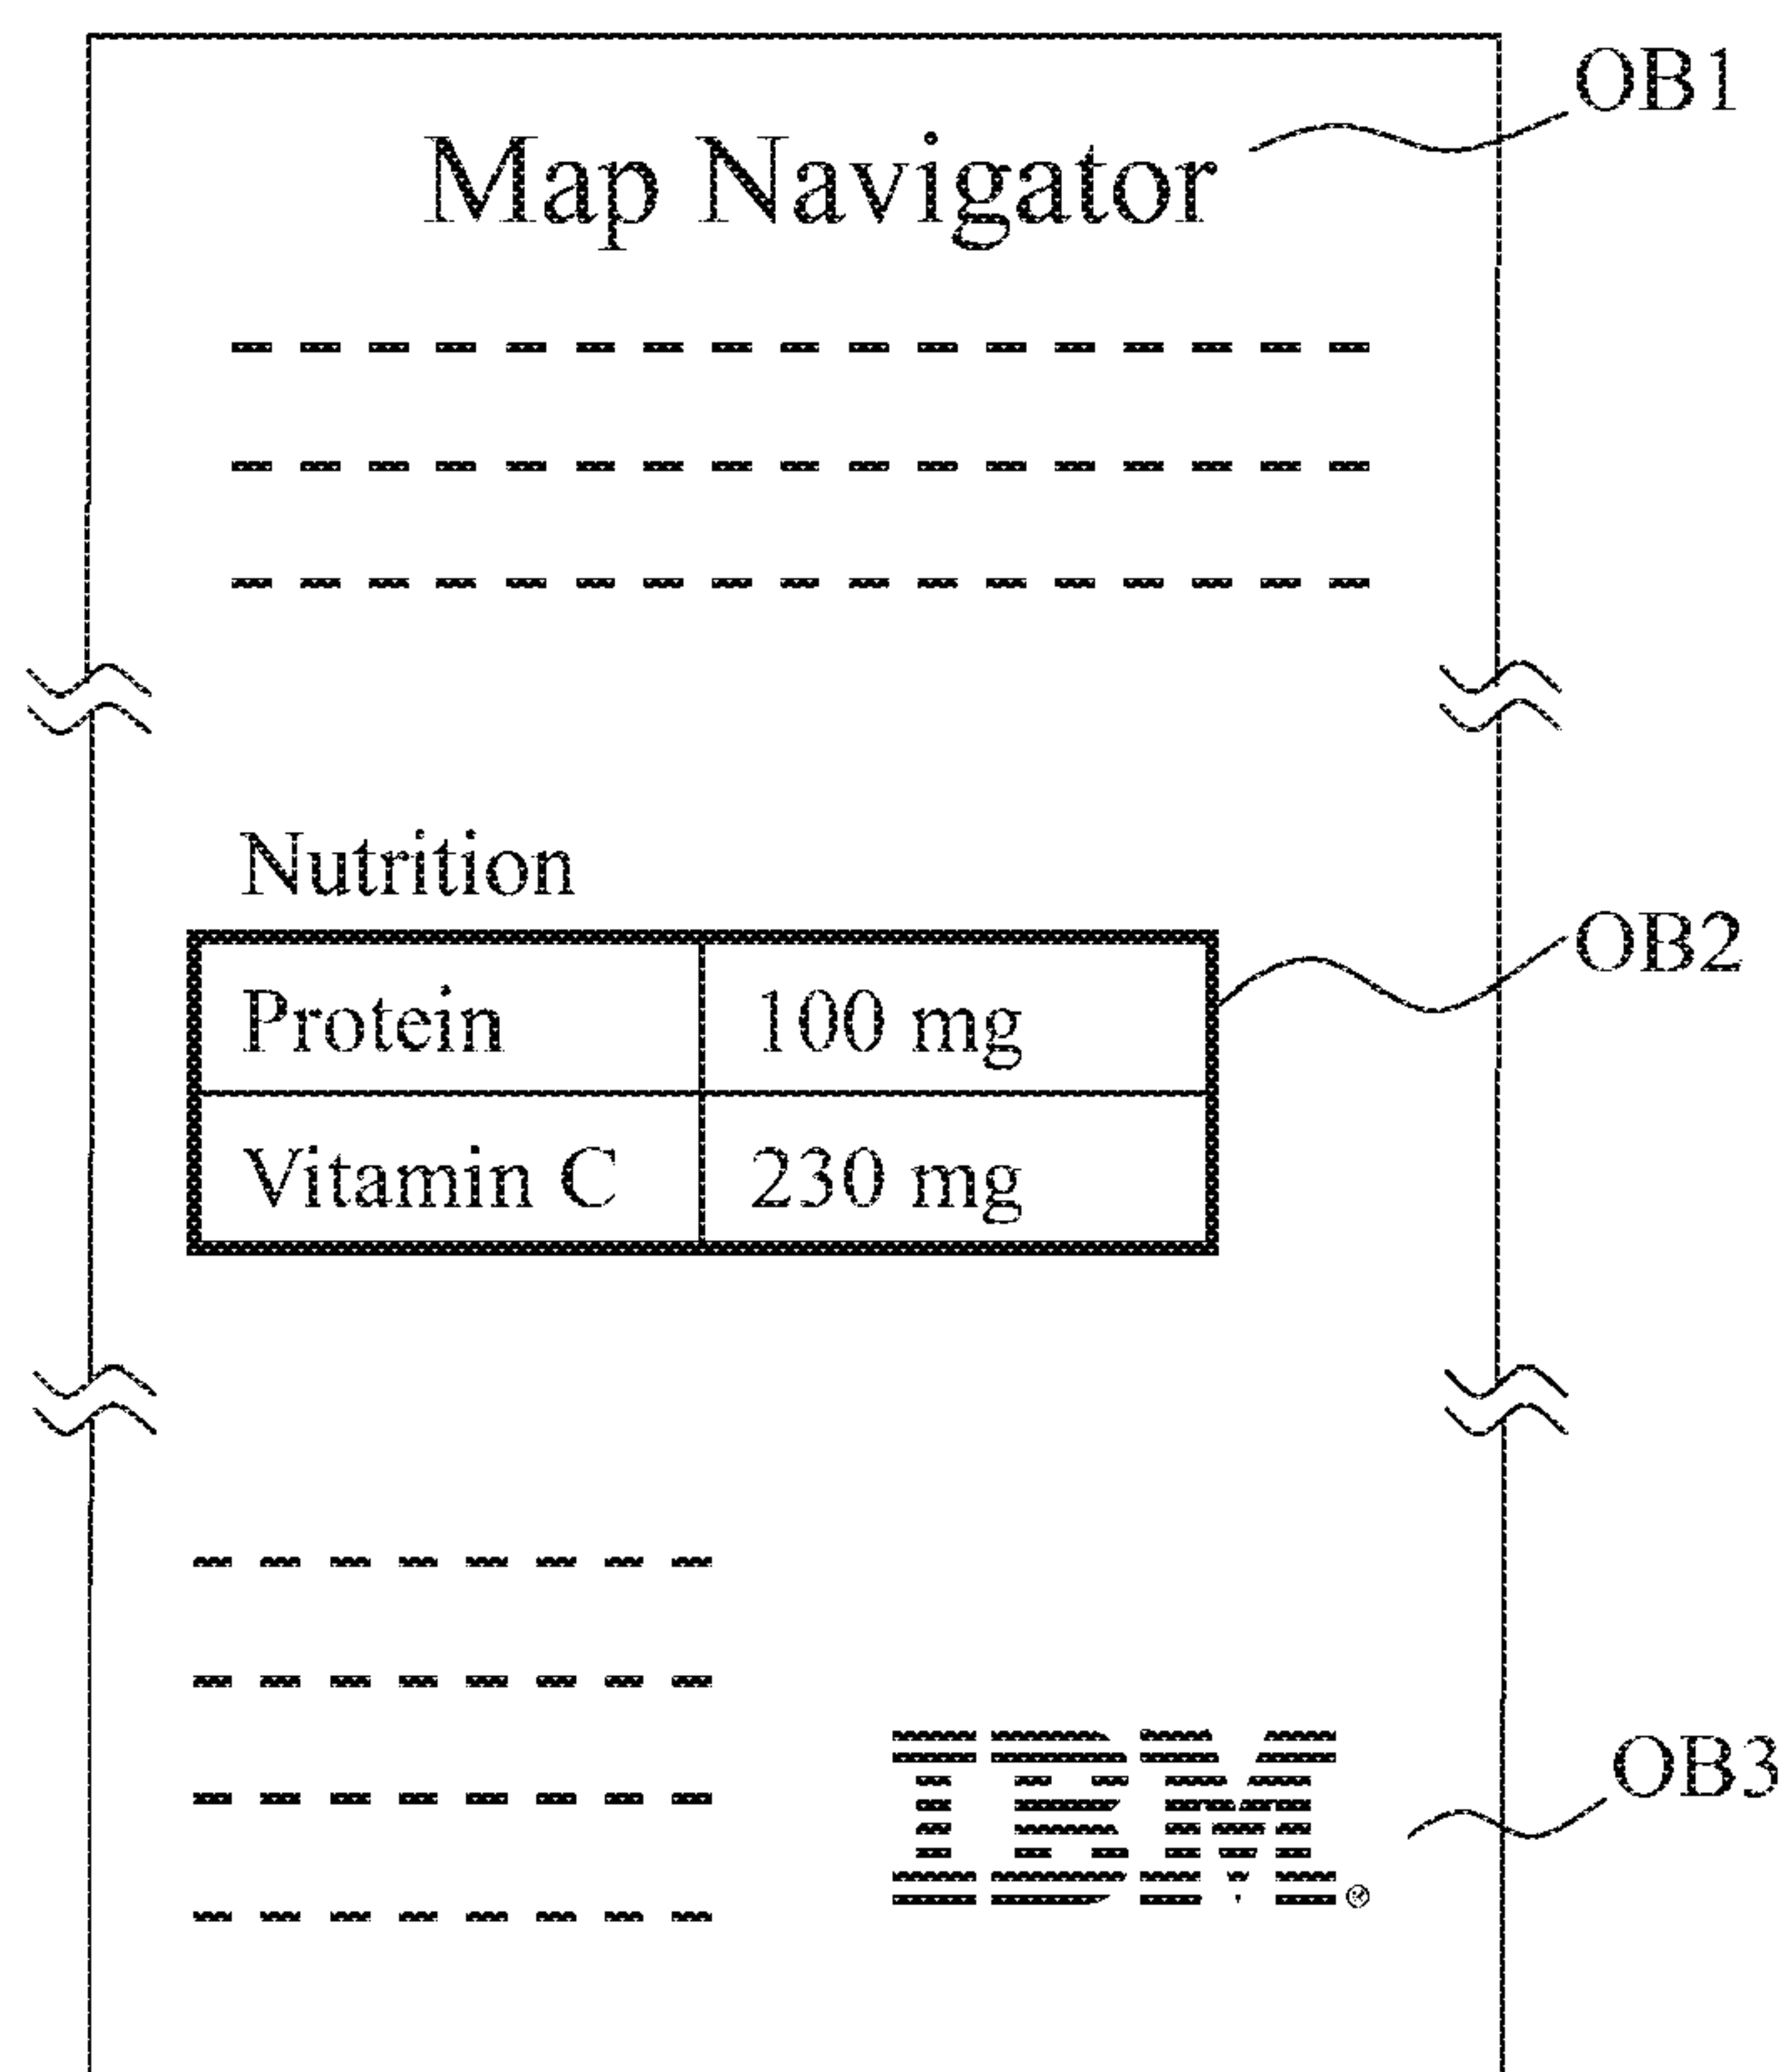 OB1
Map Navigator
Nutrition
OB2
Protein 100 mg
Vitamin C 230 mg
IBM®
OB3